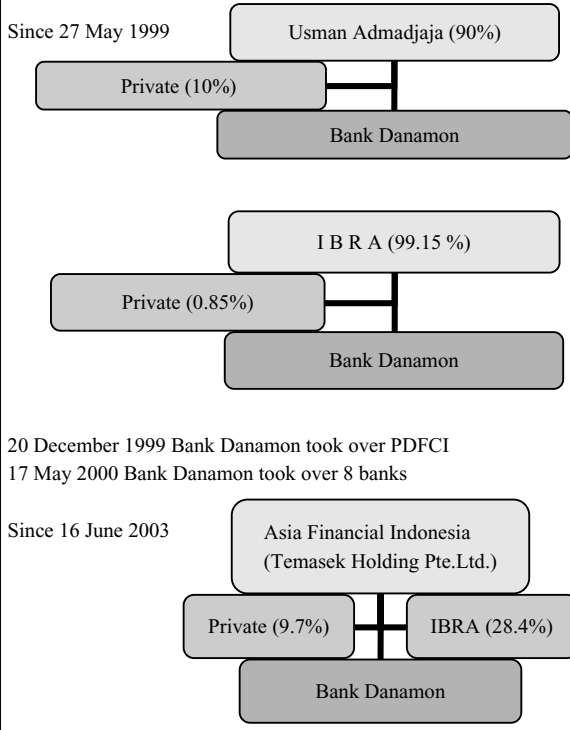 Since 27 May 1999
Usman Admadjaja (90%)
Private (10%)
Bank Danamon
I B R A (99.15 %)
Private (0.85%)
Bank Danamon
20 December 1999 Bank Danamon took over PDFCI
17 May 2000 Bank Danamon took over 8 banks
Since 16 June 2003
Asia Financial Indonesia
(Temasek Holding Pte.Ltd.)
Private (9.7%)
IBRA (28.4%)
Bank Danamon